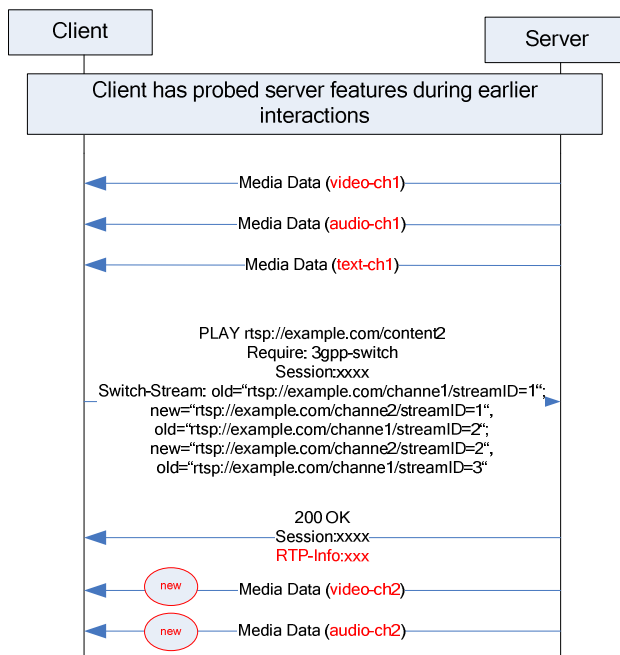 Client
Server
Client has probed server features during earlier
interactions
Media Data (video-ch1)
Media Data (audio-ch1)
Media Data (text-ch1)
PLAY rtsp://example.com/content2
Require: 3gpp-switch
Session:xxxx
Switch-Stream: old=“rtsp://example.com/channe1/streamID=1“;
new=“rtsp://example.com/channe2/streamID=1“,
old=“rtsp://example.com/channe1/streamID=2“;
new=“rtsp://example.com/channe2/streamID=2“,
old=“rtsp://example.com/channe1/streamID=3“
200 OK
Session:xxxx
RTP-Info:xxx
new
Media Data (video-ch2)
new
Media Data (audio-ch2)